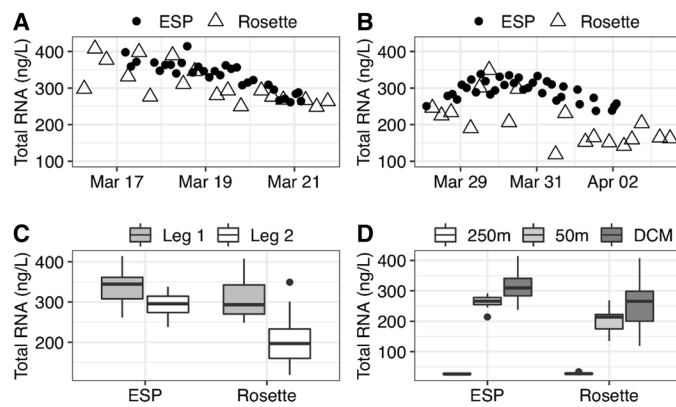 A
ESP Rosette
Total RNA (ng/L)
400
300
200
100
Mar 17 Mar 19 Mar 21
B
ESP Rosette
Total RNA (ng/L)
400
300
200
100
Mar 29 Mar 31 Apr 02
C
Leg 1 Leg 2
Total RNA (ng/L)
400
300
200
ESP Rosette
D
250m 50m DCM
Total RNA (ng/L)
400
300
200
100
ESP Rosette